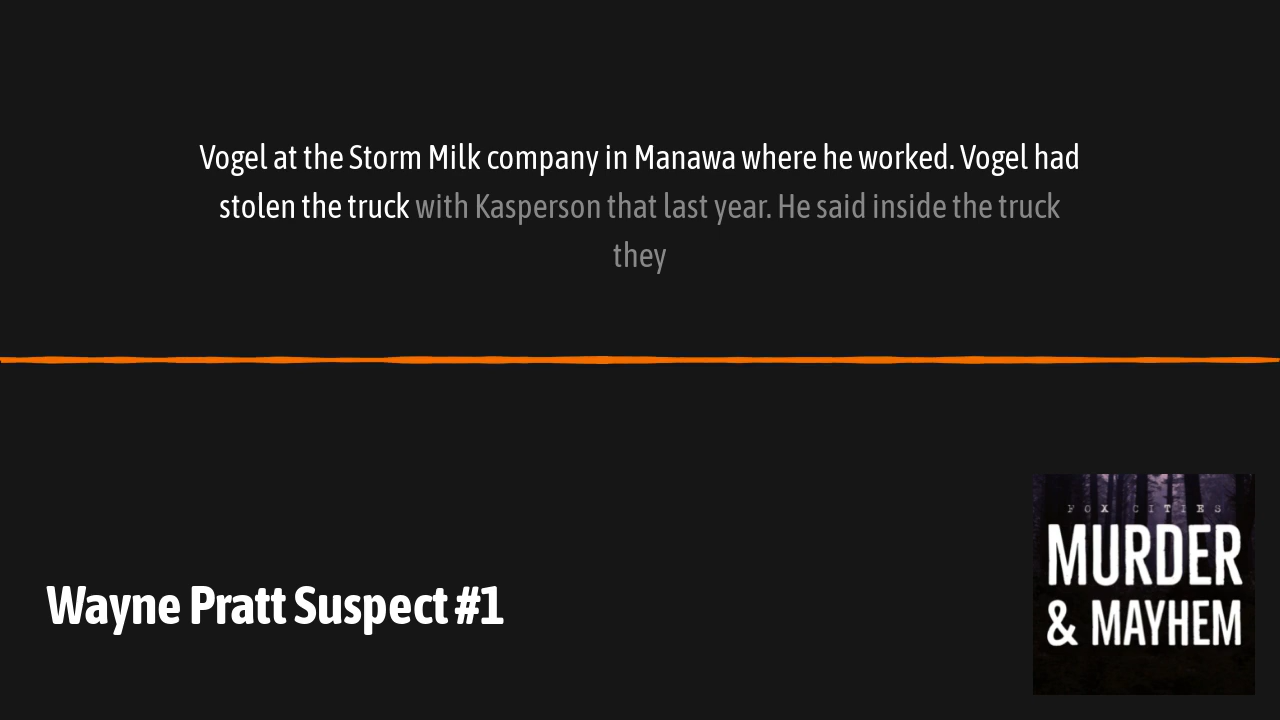 Vogel at the Storm Milk company in Manawa where he worked. Vogel had
stolen the truck with Kasperson that last year. He said inside the truck
they
Wayne Pratt Suspect #1
FOX CITIES
MURDER
& MAYHEM